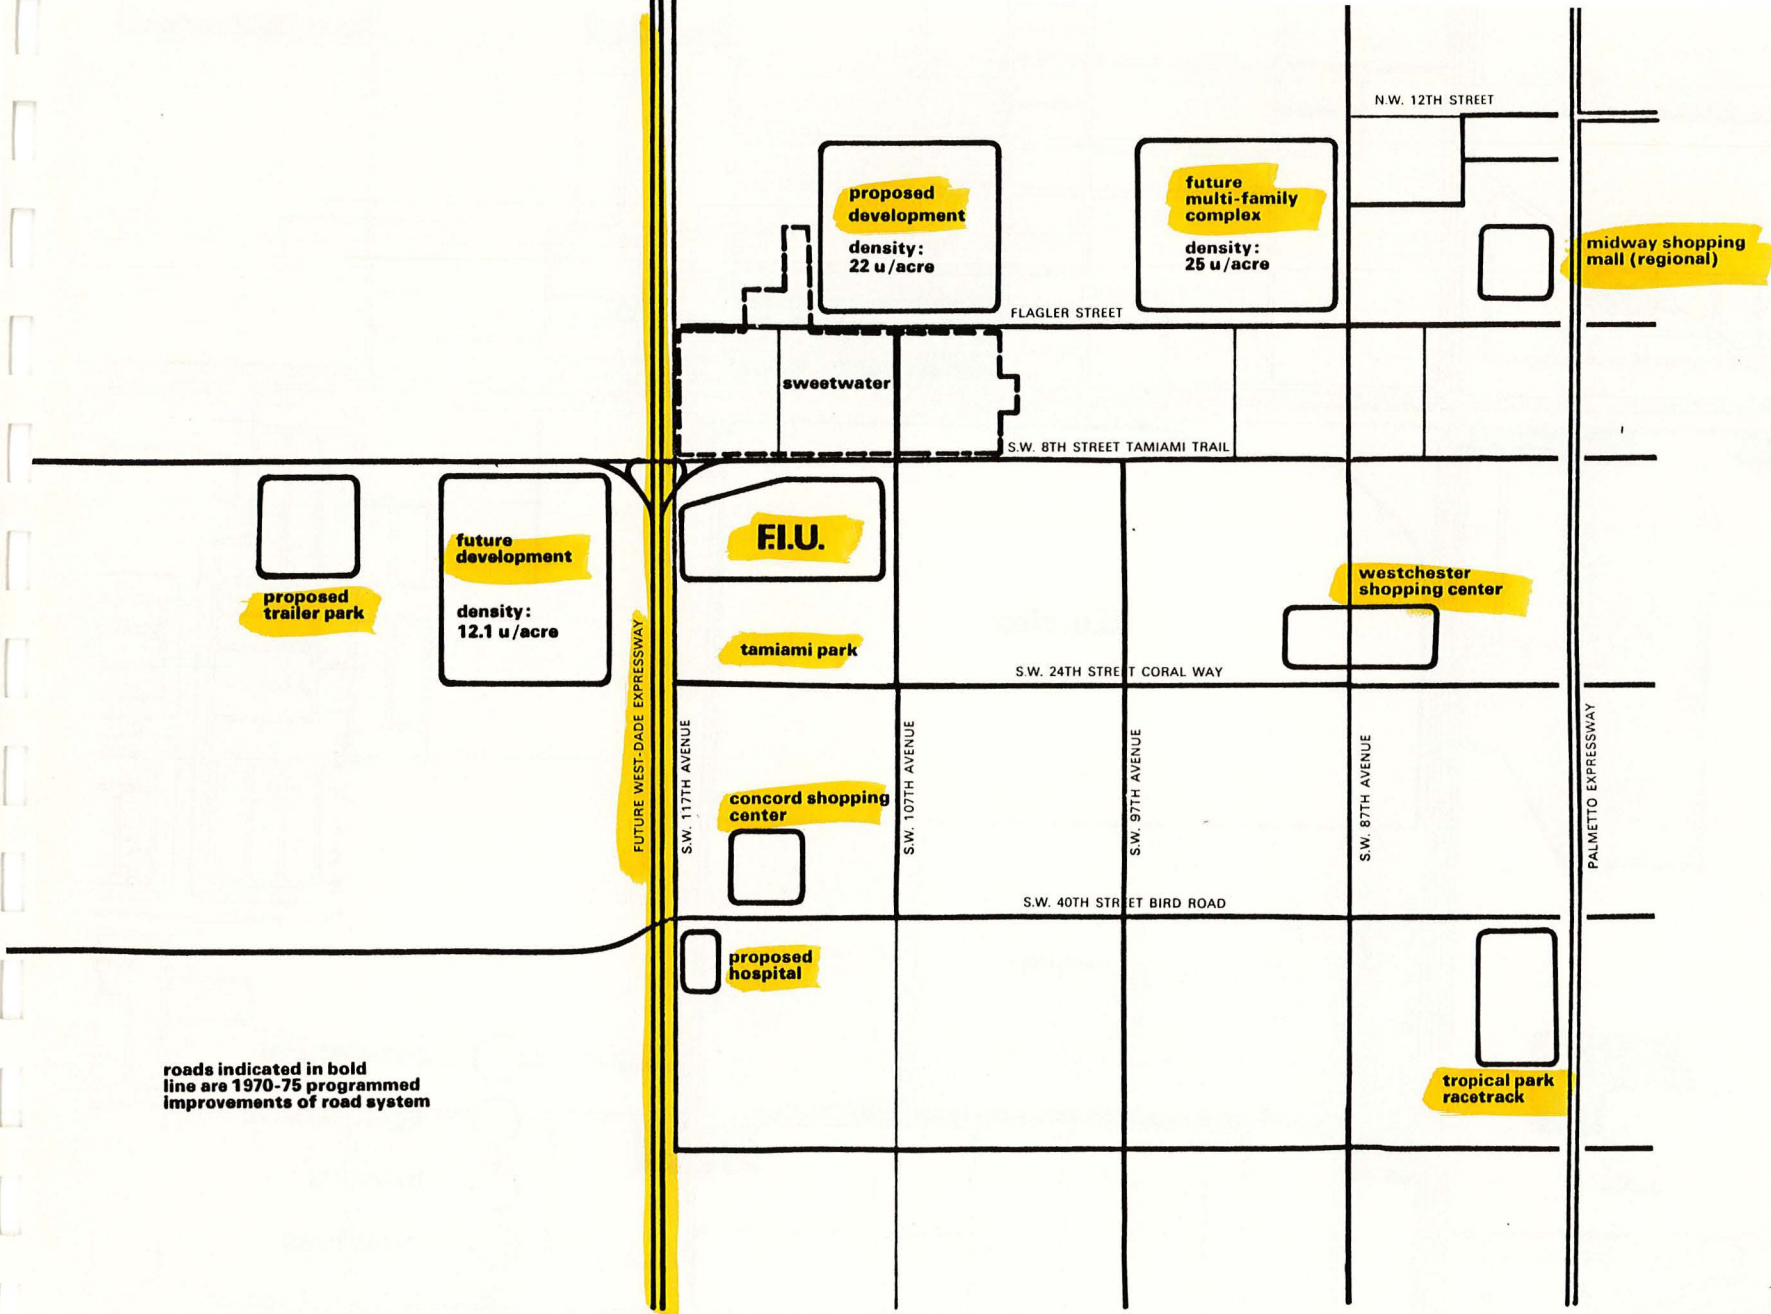 N.W. 12TH STREET
proposed
development
density:
22 u/acre
future
multi-family
complex
density:
25 u/acre
midway shopping
mall (regional)
FLAGLER STREET
sweetwater
S.W. 8TH STREET TAMIAMI TRAIL
F.I.U.
future
development
density:
12.1 u/acre
proposed
trailer park
westchester
shopping center
tamiami park
S.W. 24TH STREET CORAL WAY
FUTURE WEST-DADE EXPRESSWAY
S.W. 117TH AVENUE
S.W. 107TH AVENUE
S.W. 97TH AVENUE
S.W. 87TH AVENUE
PALMETTO EXPRESSWAY
concord shopping
center
S.W. 40TH STREET BIRD ROAD
proposed
hospital
roads indicated in bold
line are 1970-75 programmed
improvements of road system
tropical park
racetrack